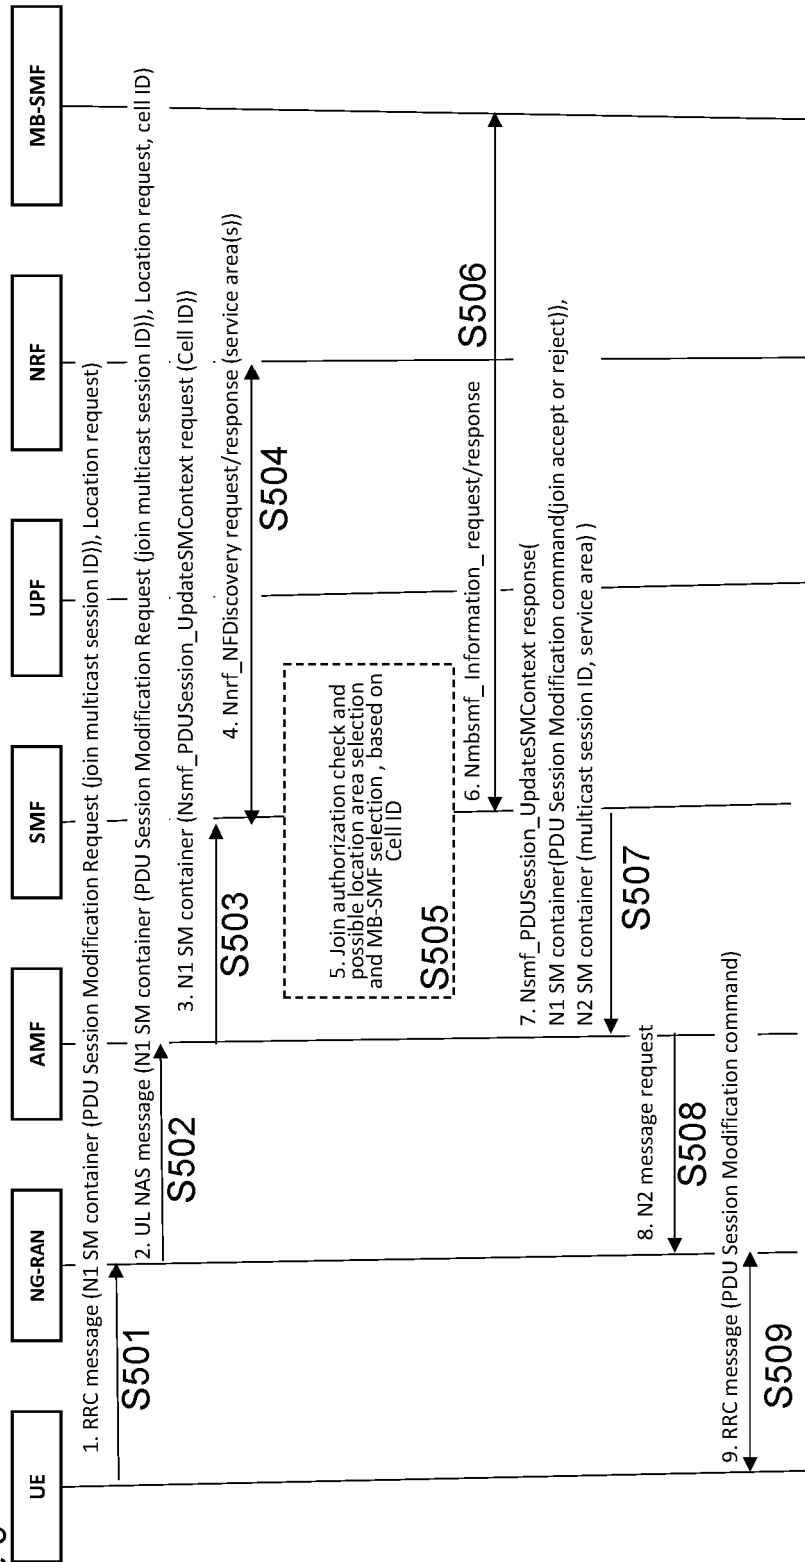 UE
NG-RAN
AMF
SMF
UPF
NRF
MB-SMF
1. RRC message (N1 SM container (PDU Session Modification Request (join multicast session ID)), Location request)
S501
2. UL NAS message (N1 SM container (PDU Session Modification Request (join multicast session ID)), Location request, cell ID)
S502
3. N1 SM container (Nsmf_PDUSession_UpdateSMContext request (Cell ID))
S503
4. Nnrf_NFDiscovery request/response (service area(s))
S504
5. Join authorization check and
possible location area selection
and MB-SMF selection , based on
Cell ID
S505
6. Nmbsmf_Information_request/response
S506
7. Nsmf_PDUSession_UpdateSMContext response(
N1 SM container(PDU Session Modification command(join accept or reject)),
N2 SM container (multicast session ID, service area) )
S507
8. N2 message request
S508
9. RRC message (PDU Session Modification command)
S509